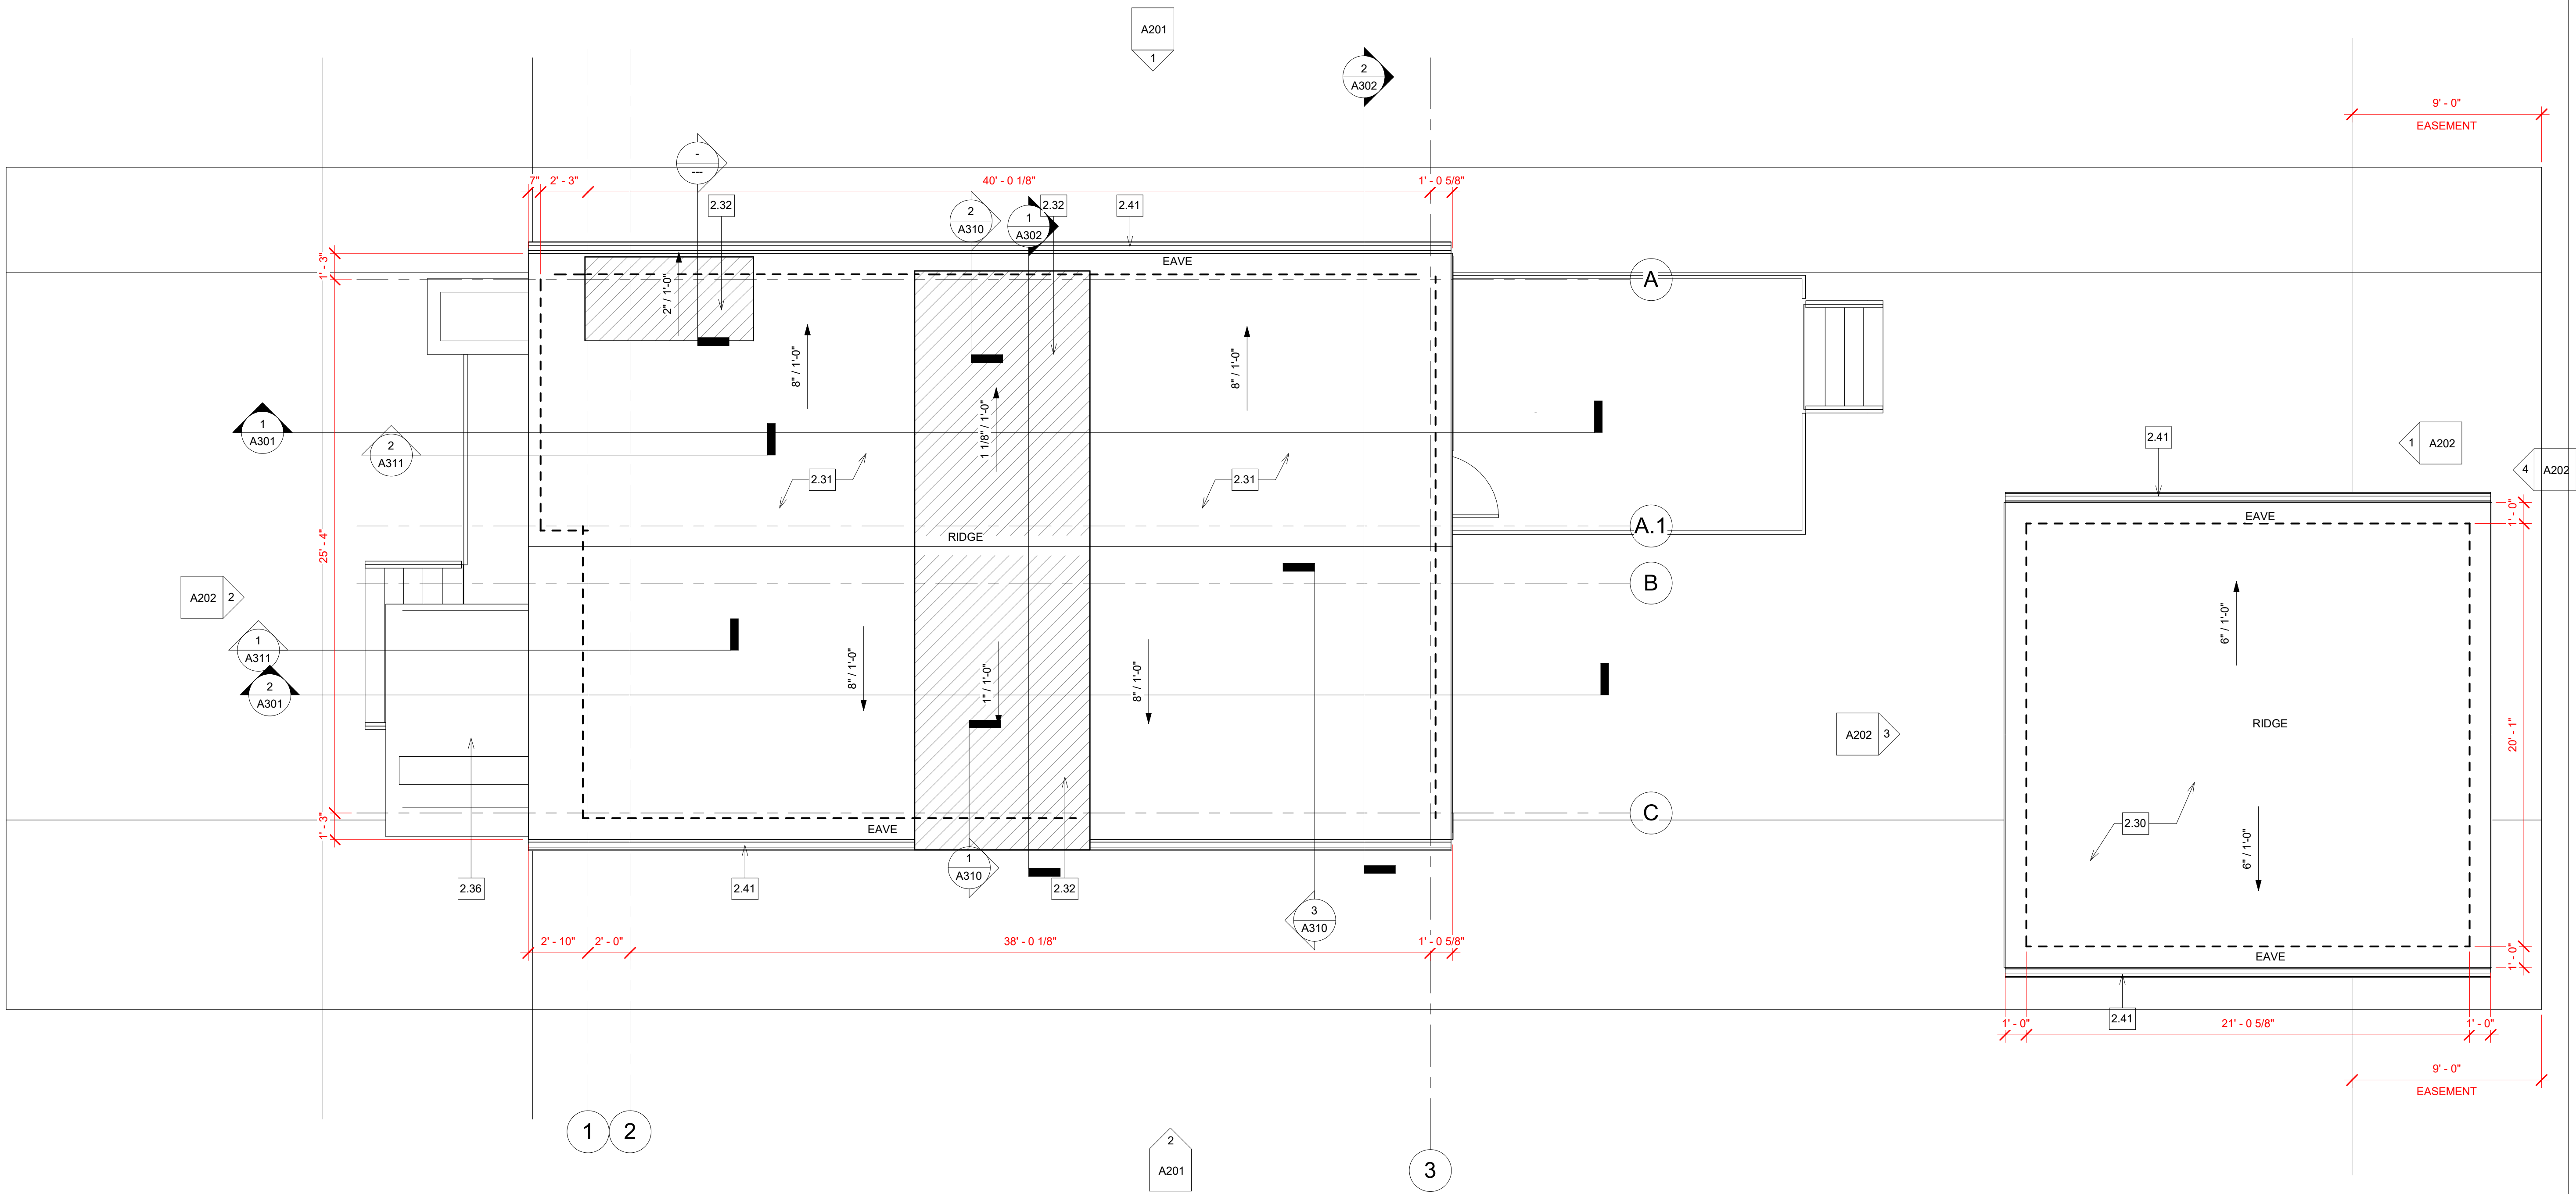 A201
1
2
A302
9' - 0"
EASEMENT
-
---
7"
2' - 3"
40' - 0 1/8"
1' - 0 5/8"
2.32
2
A310
1
A302
2.32
2.41
1' - 3"
EAVE
A
2" / 1'-0"
8" / 1'-0"
8" / 1'-0"
1 1/8" / 1'-0"
1
A301
2
A311
2.31
2.31
2.41
1
A202
4
A202
EAVE
1' - 0"
A.1
RIDGE
25' - 4"
B
A202
2
1
A311
2
A301
8" / 1'-0"
1" / 1'-0"
8" / 1'-0"
6" / 1'-0"
A202
3
RIDGE
20' - 1"
2.30
6" / 1'-0"
C
1' - 3"
EAVE
2.36
2.41
1
A310
2.32
3
A310
2' - 10"
2' - 0"
38' - 0 1/8"
1' - 0 5/8"
EAVE
1' - 0"
2.41
1' - 0"
21' - 0 5/8"
1' - 0"
9' - 0"
EASEMENT
1
2
3
2
A201